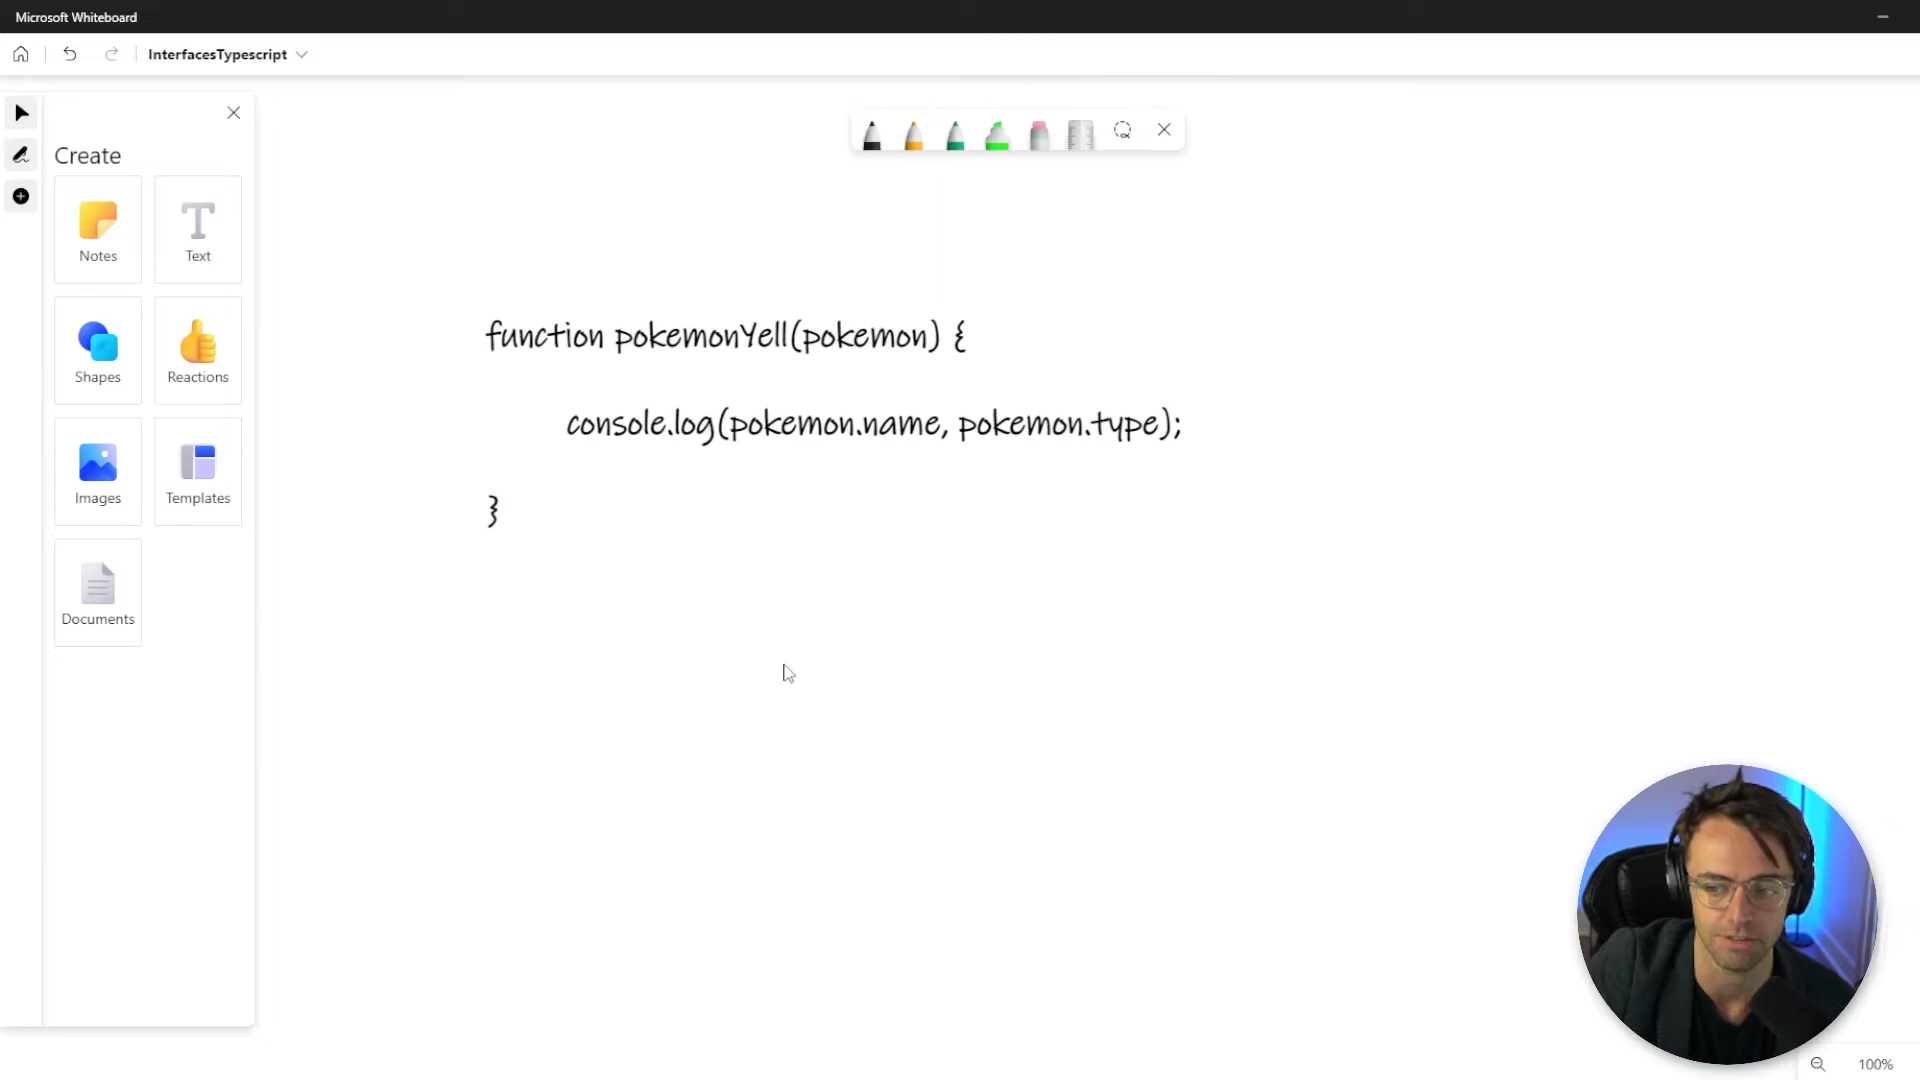 Microsoft Whiteboard
InterfacesTypescript
Create
Notes
Text
Shapes
Reactions
Images
Templates
Documents
function pokemonYell(pokemon) {
console.log(pokemon.name, pokemon.type);
}
100%